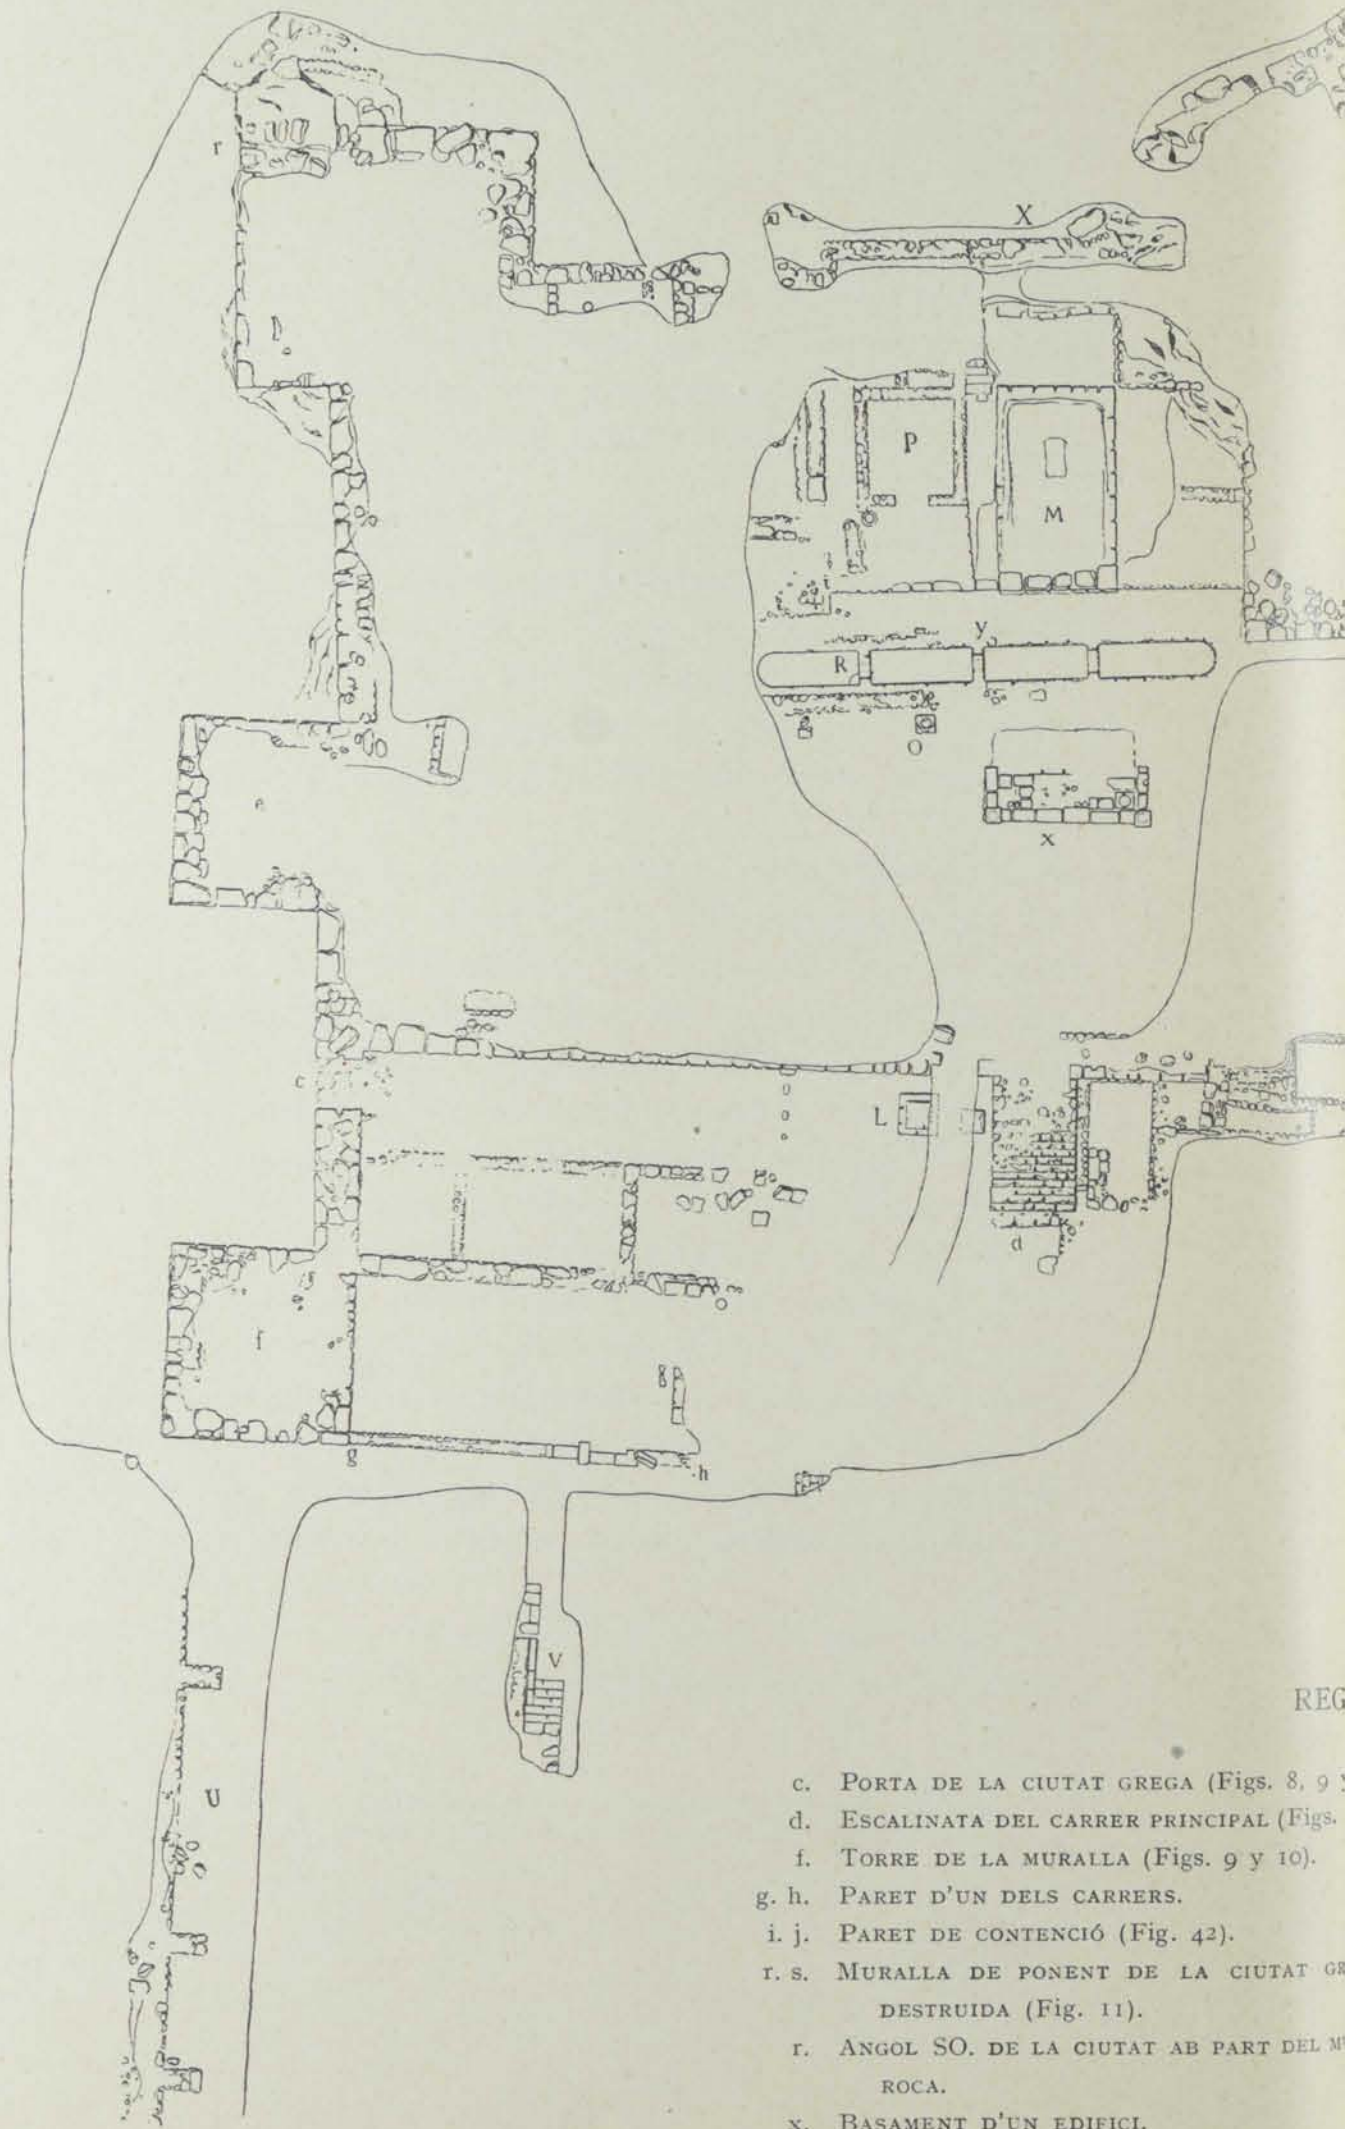 r
X
P
M
y
R
O
e
x
c
L
d
f
g
h
V
U
REG
c. PORTA DE LA CIUTAT GREGA (Figs. 8, 9 y
d. ESCALINATA DEL CARRER PRINCIPAL (Figs.
f. TORRE DE LA MURALLA (Figs. 9 y 10).
g. h. PARET D'UN DELS CARRERS.
i. j. PARET DE CONTENCIÓ (Fig. 42).
r. s. MURALLA DE PONENT DE LA CIUTAT GR
DESTRUIDA (Fig. 11).
r. ANGOL SO. DE LA CIUTAT AB PART DEL
ROCA.
x. BASAMENT D'UN EDIFICI.